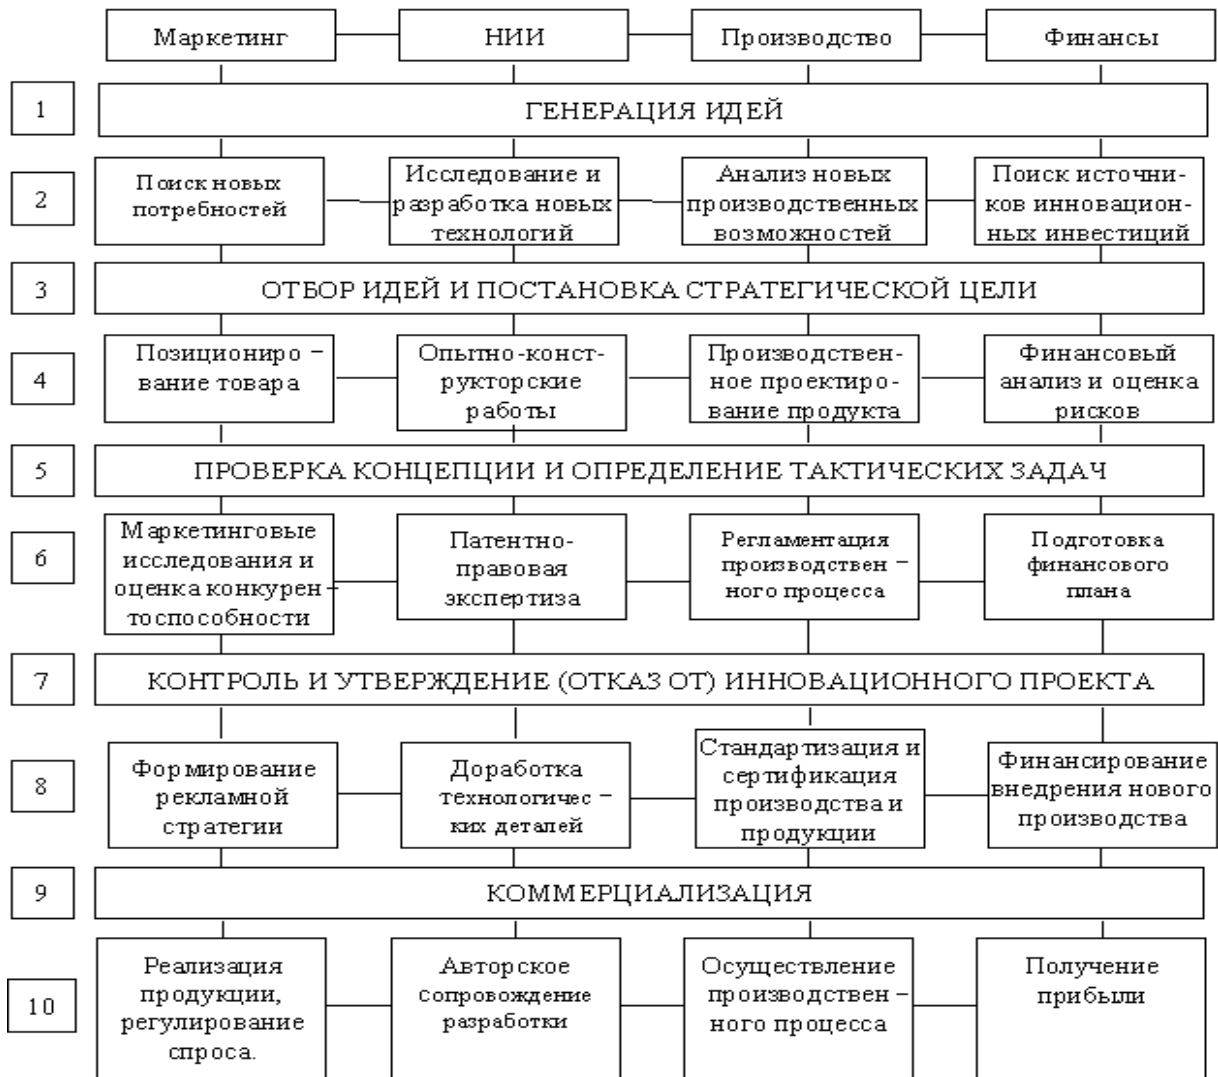 Маркетинг
НИИ
Производство
Финансы
1
ГЕНЕРАЦИЯ ИДЕЙ
2
Поиск новых
потребностей
Исследование и
разработка новых
технологий
Анализ новых
производственных
возможностей
Поиск источни-
ков инновацион-
ных инвестиций
3
ОТБОР ИДЕЙ И ПОСТАНОВКА СТРАТЕГИЧЕСКОЙ ЦЕЛИ
4
Позициониро –
вание товара
Опытно-конст-
рукторские
работы
Производствен-
ное проектиро-
вание продукта
Финансовый
анализ и оценка
рисков
5
ПРОВЕРКА КОНЦЕПЦИИ И ОПРЕДЕЛЕНИЕ ТАКТИЧЕСКИХ ЗАДАЧ
6
Маркетинговые
исследования и
оценка конкурен –
тоспособности
Патентно-
правовая
экспертиза
Регламентация
производствен –
ного процесса
Подготовка
финансового
плана
7
КОНТРОЛЬ И УТВЕРЖДЕНИЕ (ОТКАЗ ОТ) ИННОВАЦИОННОГО ПРОЕКТА
8
Формирование
рекламной
стратегии
Доработка
технологичес –
ких деталей
Стандартизация и
сертификация
производства и
продукции
Финансирование
внедрения нового
производства
9
КОММЕРЦИАЛИЗАЦИЯ
10
Реализация
продукции,
регулирование
спроса.
Авторское
сопровождение
разработки
Осуществление
производствен –
ного процесса
Получение
прибыли